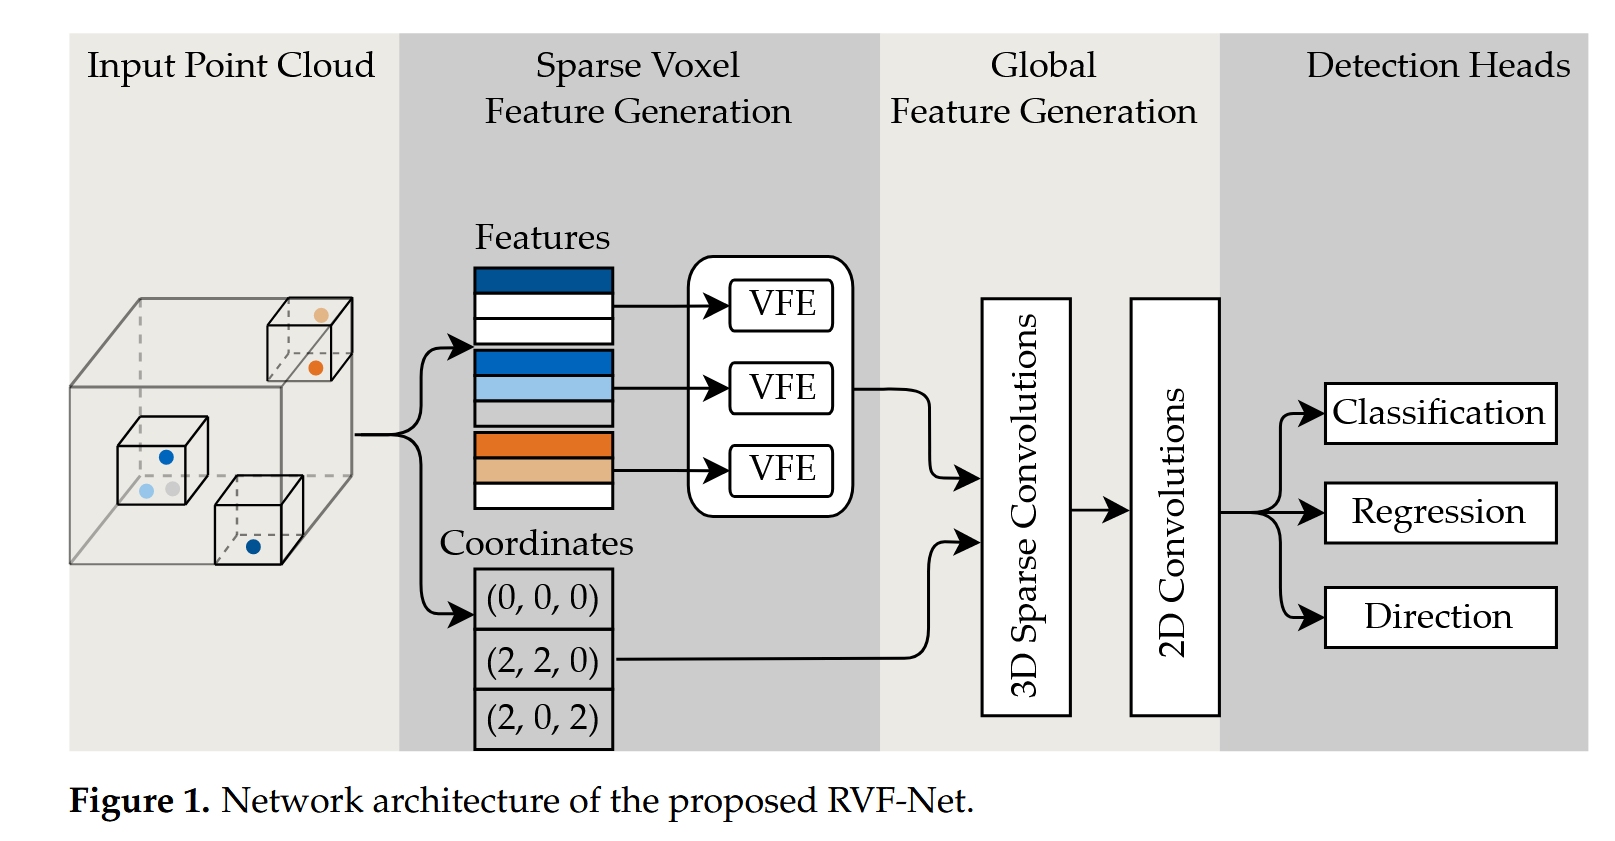 Input Point Cloud
Sparse Voxel
Feature Generation
Global
Feature Generation
Detection Heads
Features
VFE
VFE
VFE
Coordinates
(0, 0, 0)
(2, 2, 0)
(2, 0, 2)
3D Sparse Convolutions
2D Convolutions
Classification
Regression
Direction
Figure 1. Network architecture of the proposed RVF-Net.